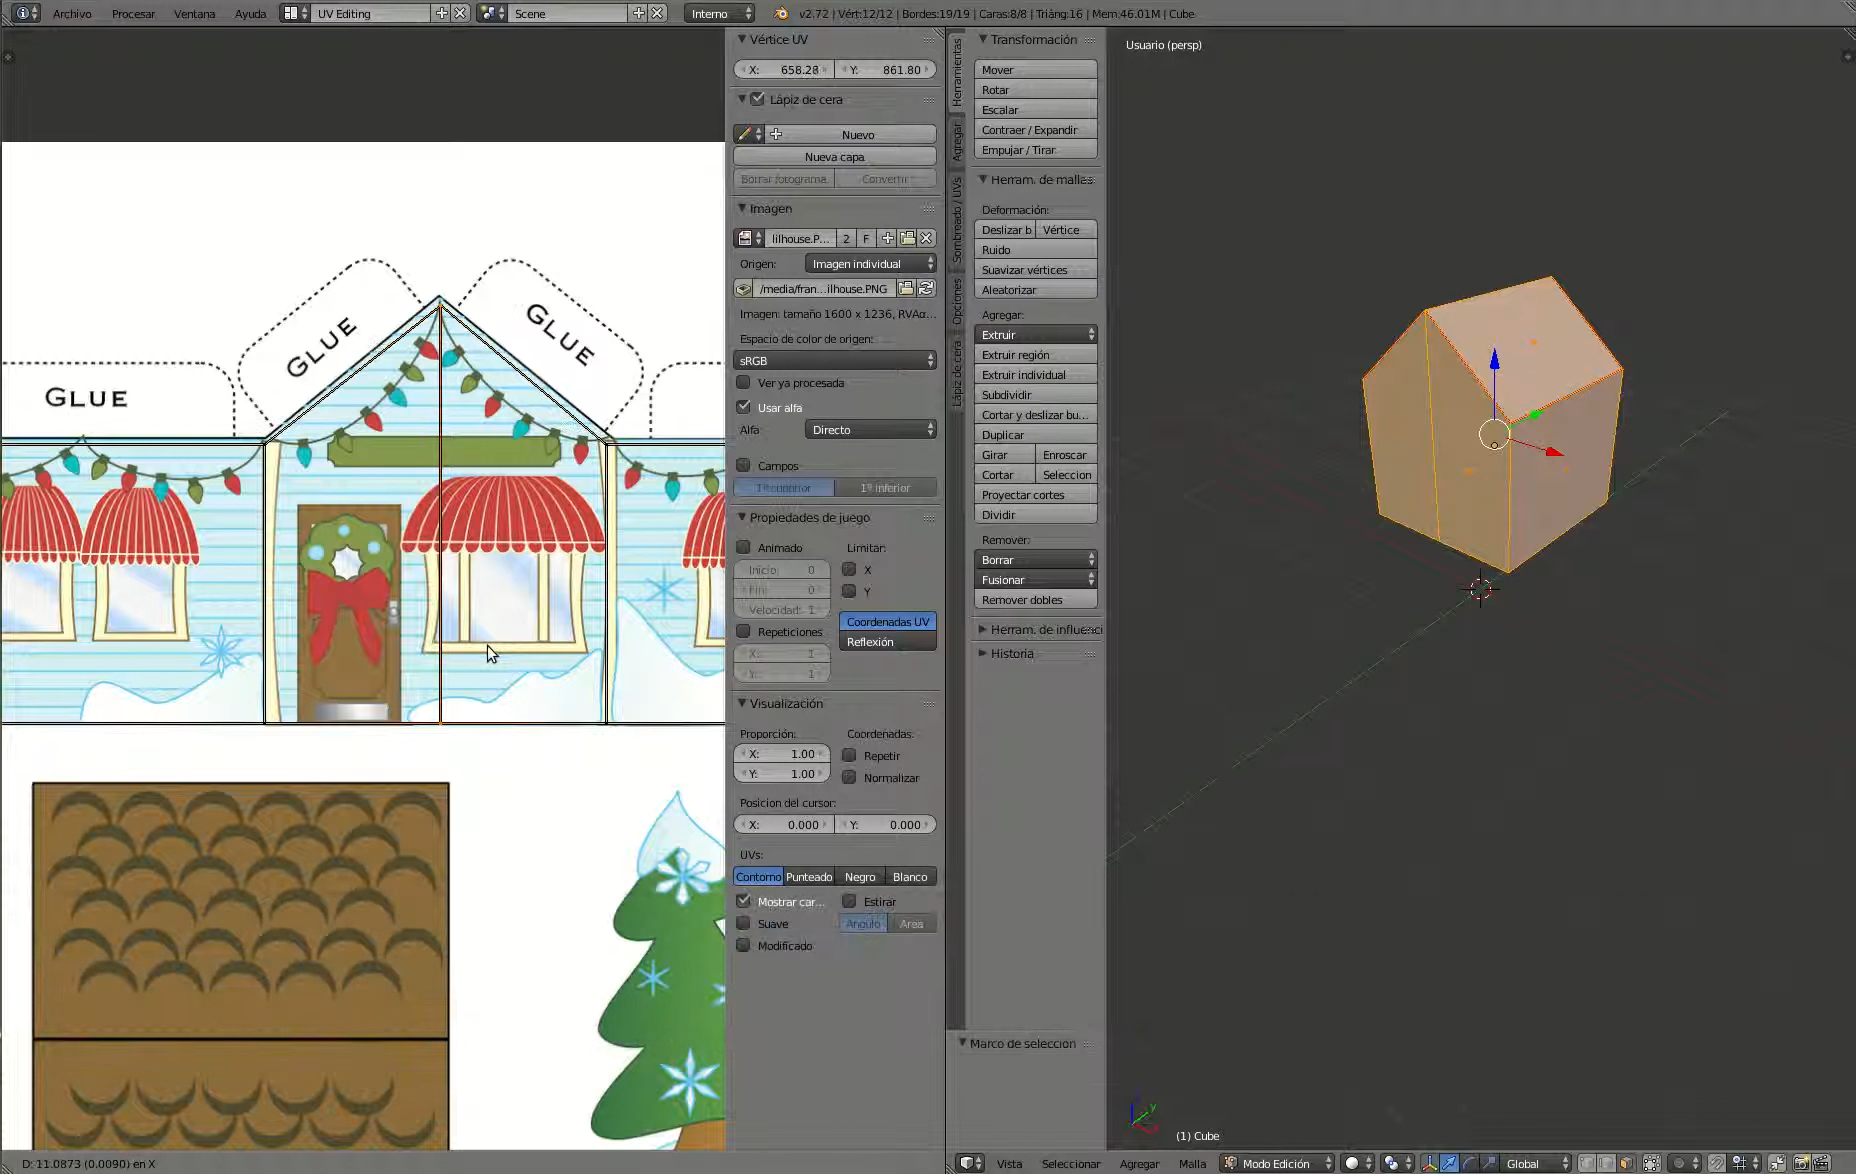 Archivo Procesar Ventana Ayuda UV Editing Scene Interno v2.72 | Vért:12/12 | Bordes:19/19 | Caras:8/8 | Triáng:16 | Mem:46.01M | Cube
Vértice UV
X: 658.28 Y: 861.80
Lápiz de cera
Nuevo
Nueva capa
Borrar fotograma Convertir
Imagen
lilhouse.P... 2 F
Origen: Imagen individual
/media/fran...ilhouse.PNG
Imagen: tamaño 1600 x 1236, RVAα...
Espacio de color de origen:
sRGB
Ver ya procesada
Usar alfa
Alfa: Directo
Campos
1º superior 1º inferior
Propiedades de juego
Animado Limitar:
Inicio: 0 X
Fin: 0 Y
Velocidad: 1
Coordenadas UV
Repeticiones Reflexión
X: 1
Y: 1
Visualización
Proporción: Coordenadas:
X: 1.00 Repetir
Y: 1.00 Normalizar
Posicion del cursor:
X: 0.000 Y: 0.000
UVs:
Contorno Punteado Negro Blanco
Mostrar car... Estirar
Suave Ángulo Área
Modificado
GLUE
GLUE
GLUE
Herramientas
Agregar
Sombreado / UVs
Opciones
Lápiz de cera
Transformación
Mover
Rotar
Escalar
Contraer / Expandir
Empujar / Tirar
Herram. de mallas
Deformación:
Deslizar b Vértice
Ruido
Suavizar vértices
Aleatorizar
Agregar:
Extruir
Extruir región
Extruir individual
Subdividir
Cortar y deslizar bu...
Duplicar
Girar Enroscar
Cortar Seleccion
Proyectar cortes
Dividir
Remover:
Borrar
Fusionar
Remover dobles
Herram. de influenci
Historia
Marco de selección
Usuario (persp)
(1) Cube
D: 11.0873 (0.0090) en X
Vista Seleccionar Agregar Malla Modo Edición Global